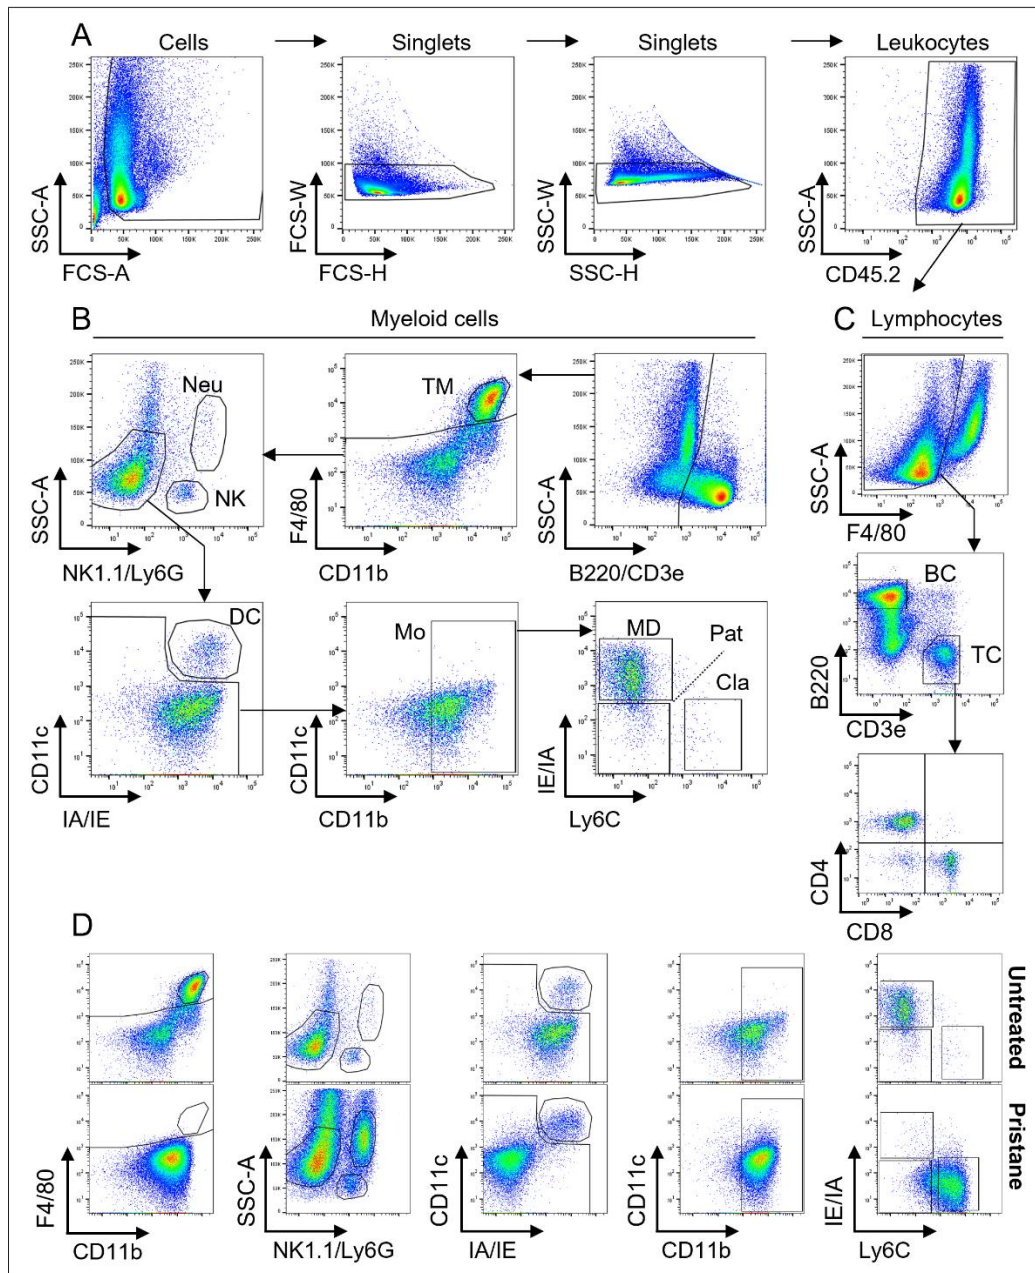 A
Cells
Singlets
Singlets
Leukocytes
SSC-A
FCS-A
FCS-W
FCS-H
SSC-W
SSC-H
SSC-A
CD45.2
B
Myeloid cells
C
Lymphocytes
Neu
NK
SSC-A
NK1.1/Ly6G
TM
F4/80
CD11b
SSC-A
B220/CD3e
SSC-A
F4/80
DC
CD11c
IA/IE
Mo
CD11c
CD11b
MD
Pat
Cla
IE/IA
Ly6C
BC
TC
B220
CD3e
CD4
CD8
D
Untreated
Pristane
F4/80
CD11b
SSC-A
NK1.1/Ly6G
CD11c
IA/IE
CD11c
CD11b
IE/IA
Ly6C